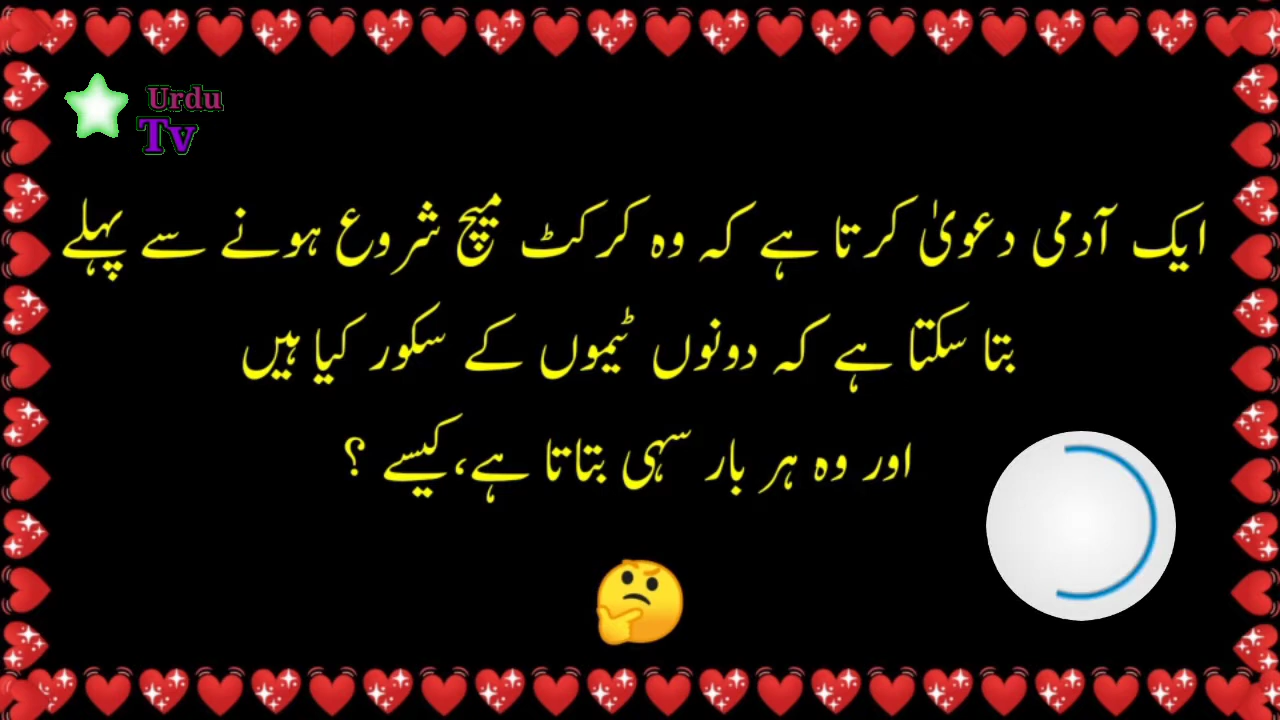 Urdu
Tv
ایک آدمی دعویٰ کرتا ہے کہ وہ کرکٹ میچ شروع ہونے سے پہلے
بتا سکتا ہے کہ دونوں ٹیموں کے سکور کیا ہیں
اور وہ ہر بار سہی بتاتا ہے،کیسے ؟